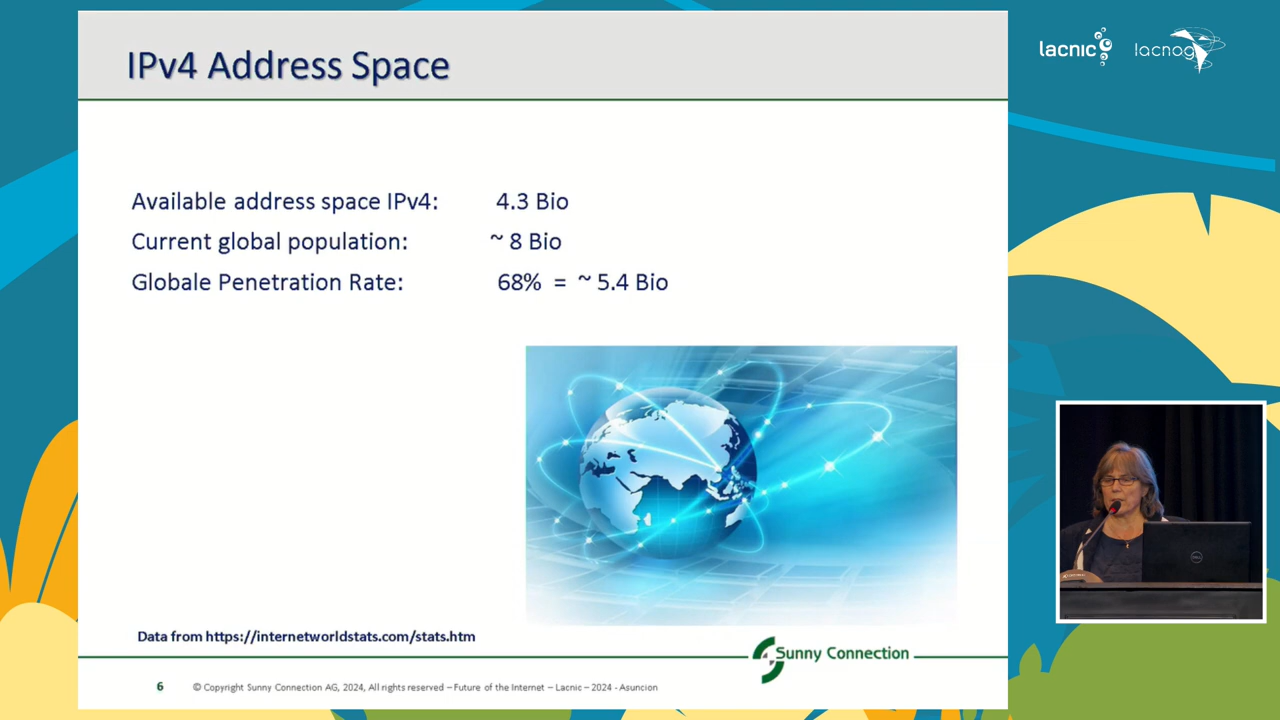 IPv4 Address Space
lacnic
lacnog
Available address space IPv4: 4.3 Bio
Current global population: ~ 8 Bio
Globale Penetration Rate: 68% = ~ 5.4 Bio
DELL
Data from https://internetworldstats.com/stats.htm
Sunny Connection
6 © Copyright Sunny Connection AG, 2024, All rights reserved – Future of the Internet – Lacnic – 2024 - Asuncion